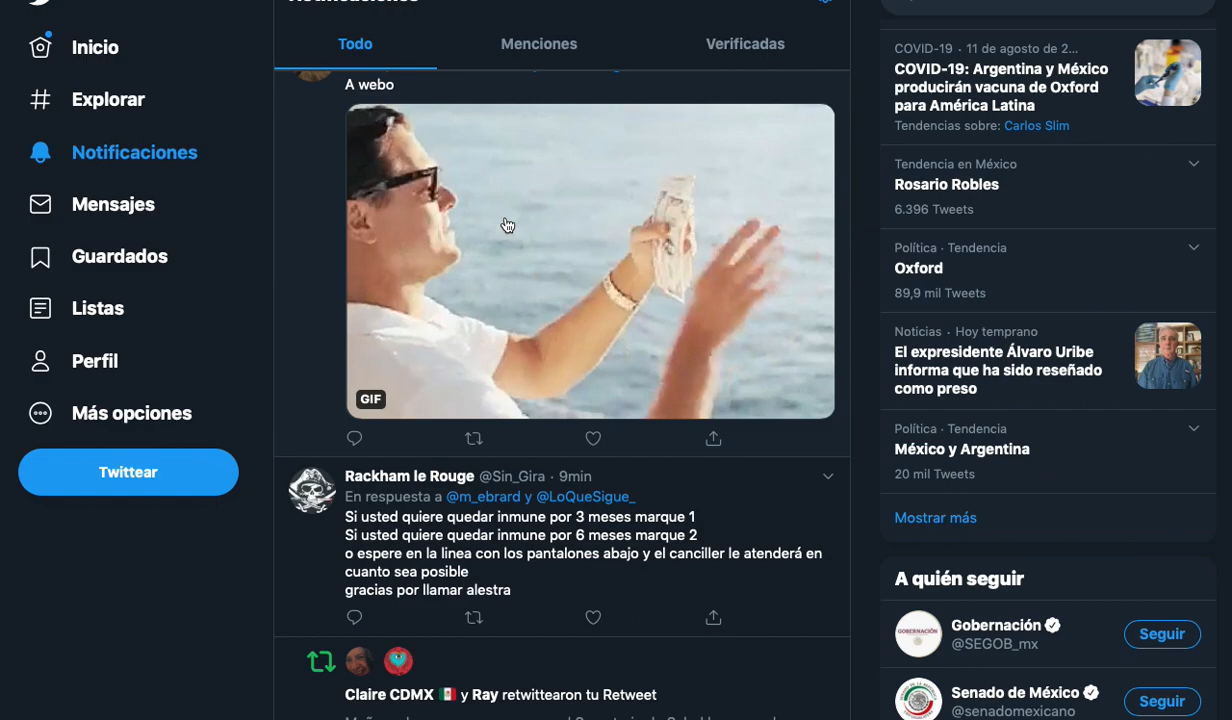 Inicio
Explorar
Notificaciones
Mensajes
Guardados
Listas
Perfil
Más opciones
Twittear
Todo
Menciones
Verificadas
A webo
GIF
Rackham le Rouge @Sin_Gira · 9min
En respuesta a @m_ebrard y @LoQueSigue_
Si usted quiere quedar inmune por 3 meses marque 1
Si usted quiere quedar inmune por 6 meses marque 2
o espere en la linea con los pantalones abajo y el canciller le atenderá en
cuanto sea posible
gracias por llamar alestra
Claire CDMX 🇲🇽 y Ray retwittearon tu Retweet
COVID-19 · 11 de agosto de 2...
COVID-19: Argentina y México
producirán vacuna de Oxford
para América Latina
Tendencias sobre: Carlos Slim
Tendencia en México
Rosario Robles
6.396 Tweets
Política · Tendencia
Oxford
89,9 mil Tweets
Noticias · Hoy temprano
El expresidente Álvaro Uribe
informa que ha sido reseñado
como preso
Política · Tendencia
México y Argentina
20 mil Tweets
Mostrar más
A quién seguir
GOBERNACIÓN
Gobernación
@SEGOB_mx
Seguir
Senado de México
@senadomexicano
Seguir